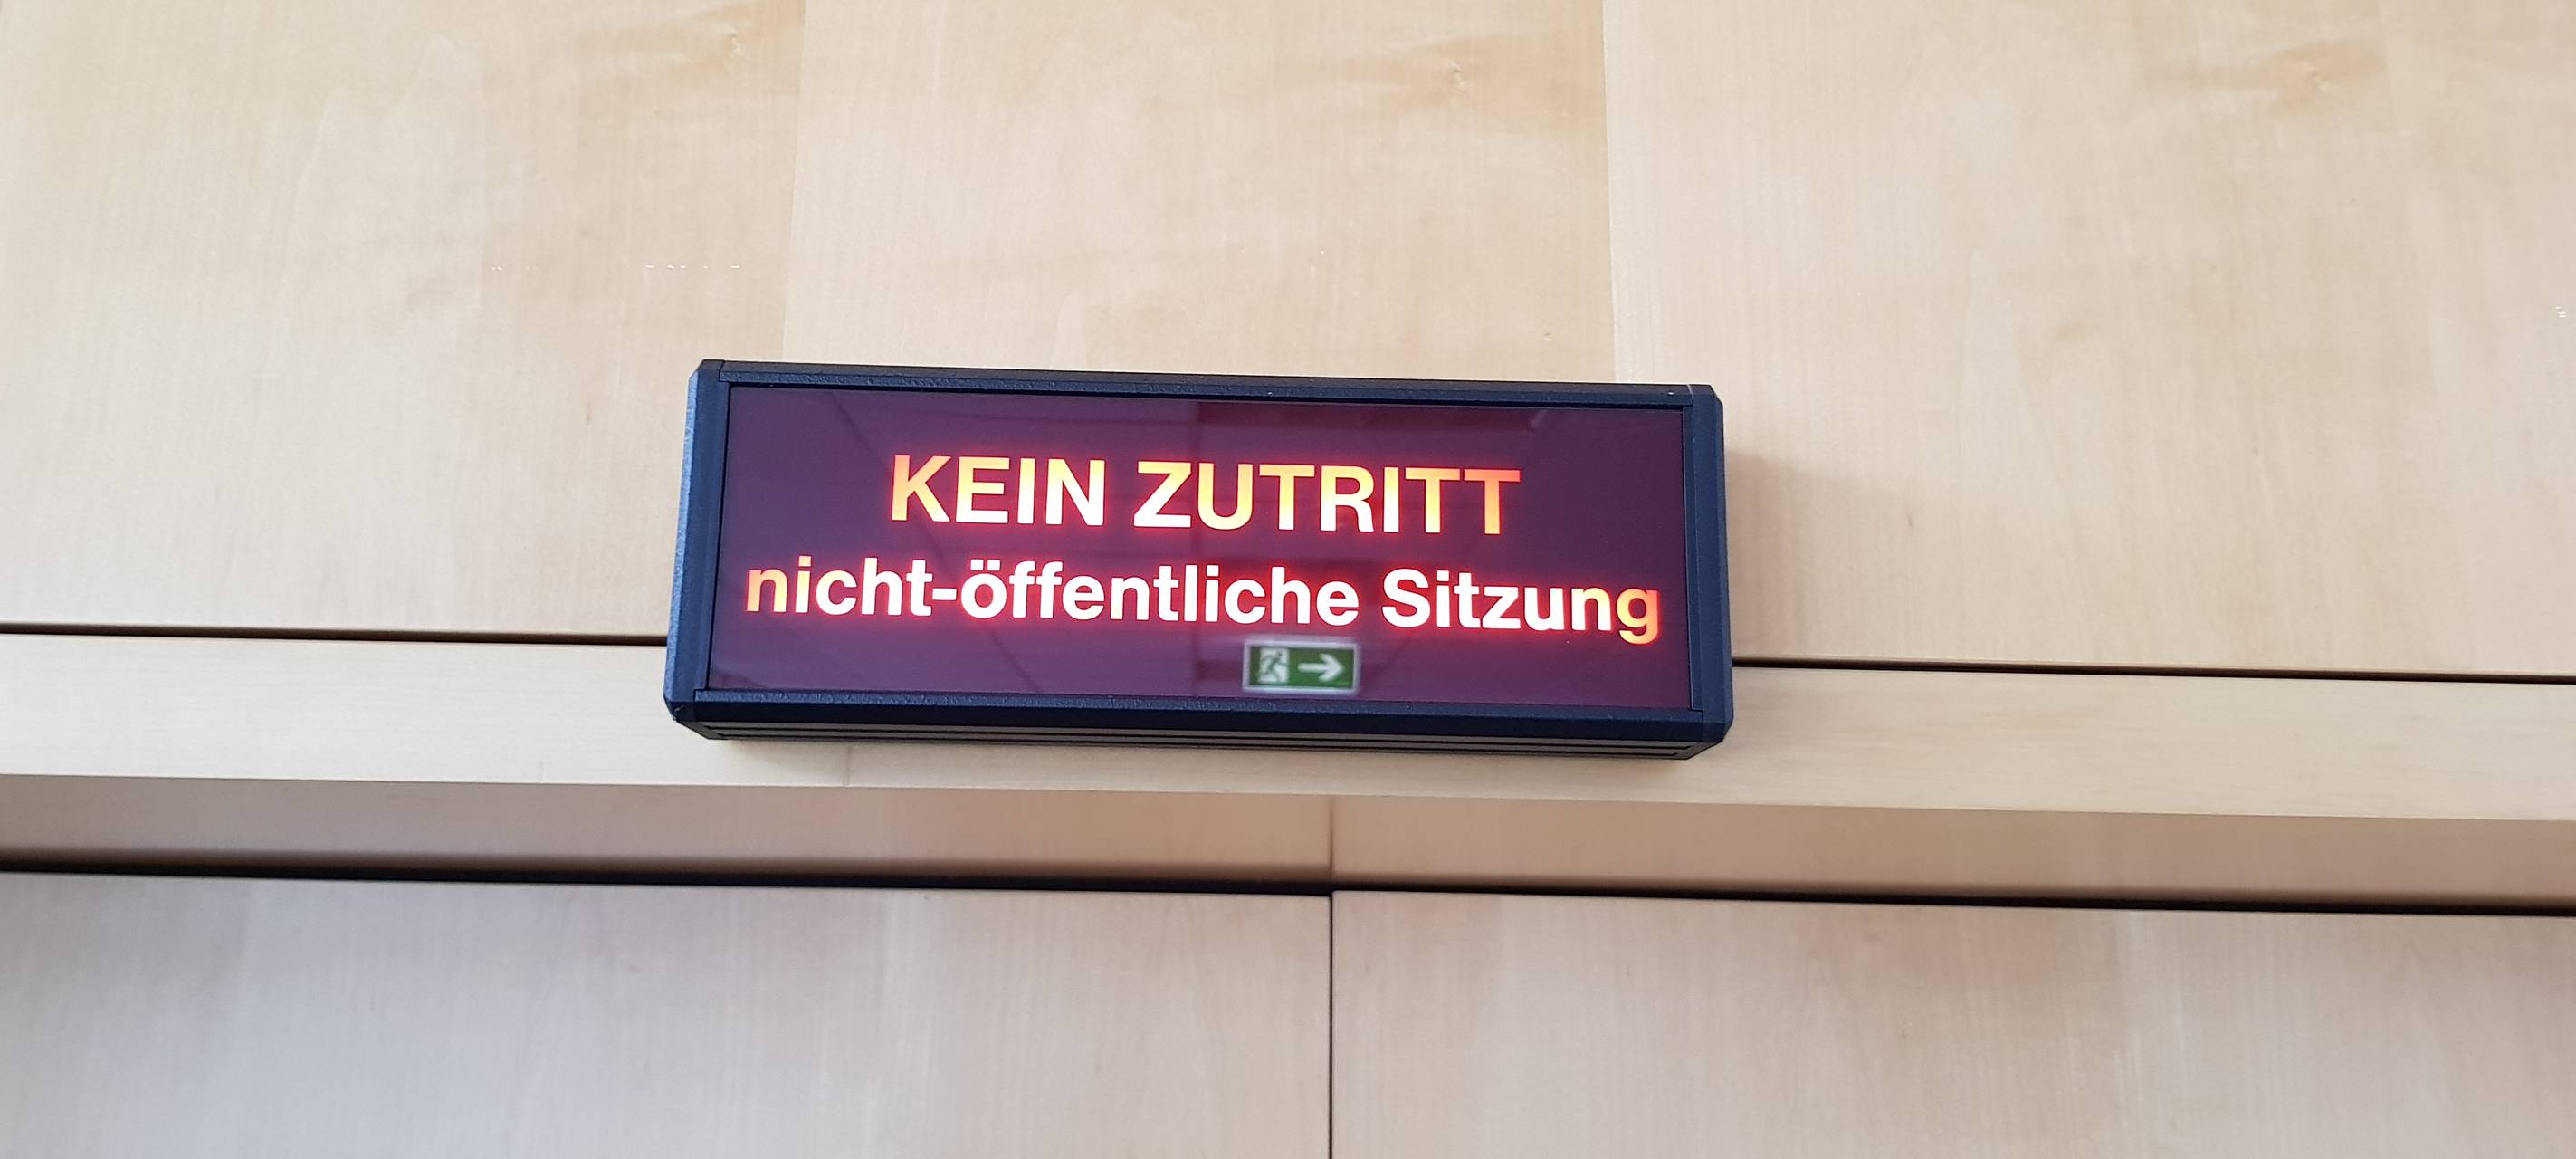 KEIN ZUTRITT
nicht-öffentliche Sitzung